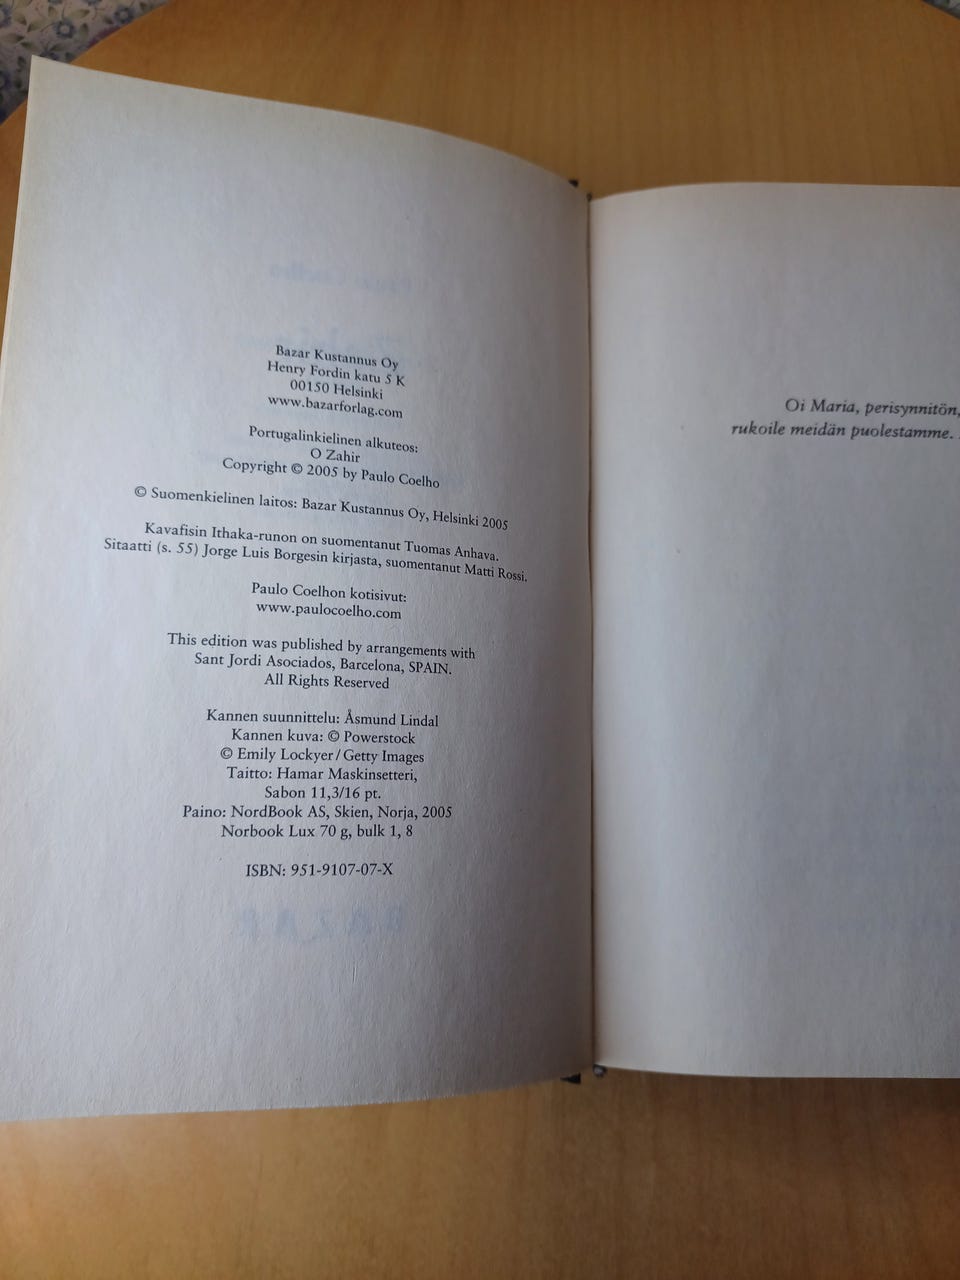 Bazar Kustannus Oy
Henry Fordin katu 5 K
00150 Helsinki
www.bazarforlag.com
Portugalinkielinen alkuteos:
O Zahir
Copyright © 2005 by Paulo Coelho
© Suomenkielinen laitos: Bazar Kustannus Oy, Helsinki 2005
Kavafisin Ithaka-runon on suomentanut Tuomas Anhava.
Sitaatti (s. 55) Jorge Luis Borgesin kirjasta, suomentanut Matti Rossi.
Paulo Coelhon kotisivut:
www.paulocoelho.com
This edition was published by arrangements with
Sant Jordi Asociados, Barcelona, SPAIN.
All Rights Reserved
Kannen suunnittelu: Åsmund Lindal
Kannen kuva: © Powerstock
© Emily Lockyer / Getty Images
Taitto: Hamar Maskinsetteri,
Sabon 11,3/16 pt.
Paino: NordBook AS, Skien, Norja, 2005
Norbook Lux 70 g, bulk 1, 8
ISBN: 951-9107-07-X
BAZAR
Oi Maria, perisynnitön,
rukoile meidän puolestamme.